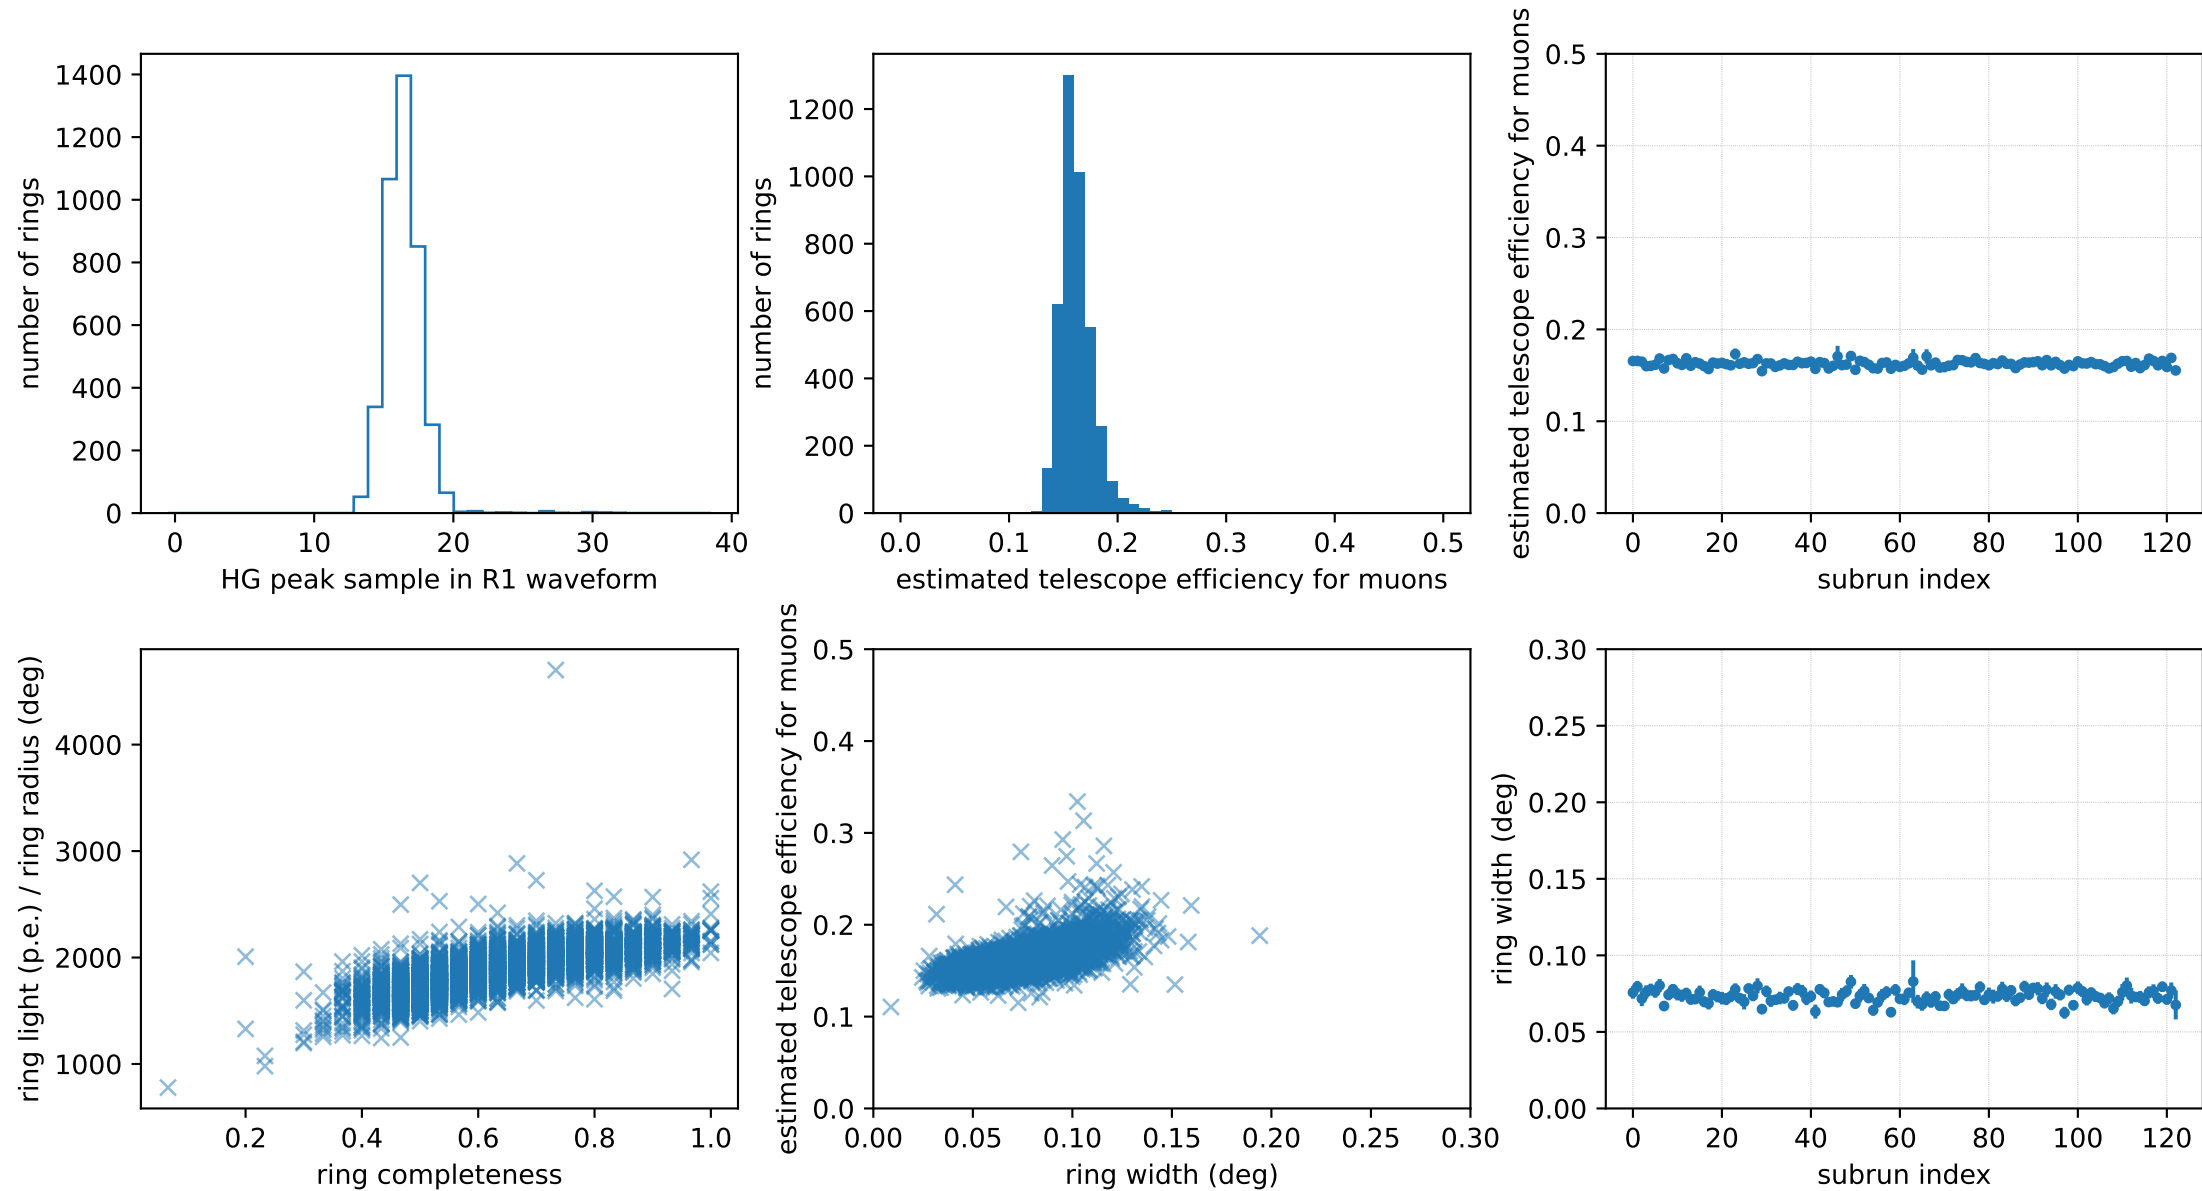 number of rings
1400
1200
1000
800
600
400
200
0
0 10 20 30 40
HG peak sample in R1 waveform
number of rings
1200
1000
800
600
400
200
0
0.0 0.1 0.2 0.3 0.4 0.5
estimated telescope efficiency for muons
estimated telescope efficiency for muons
0.5
0.4
0.3
0.2
0.1
0.0
0 20 40 60 80 100 120
subrun index
ring light (p.e.) / ring radius (deg)
4000
3000
2000
1000
0.2 0.4 0.6 0.8 1.0
ring completeness
estimated telescope efficiency for muons
0.5
0.4
0.3
0.2
0.1
0.0
0.00 0.05 0.10 0.15 0.20 0.25 0.30
ring width (deg)
ring width (deg)
0.30
0.25
0.20
0.15
0.10
0.05
0.00
0 20 40 60 80 100 120
subrun index